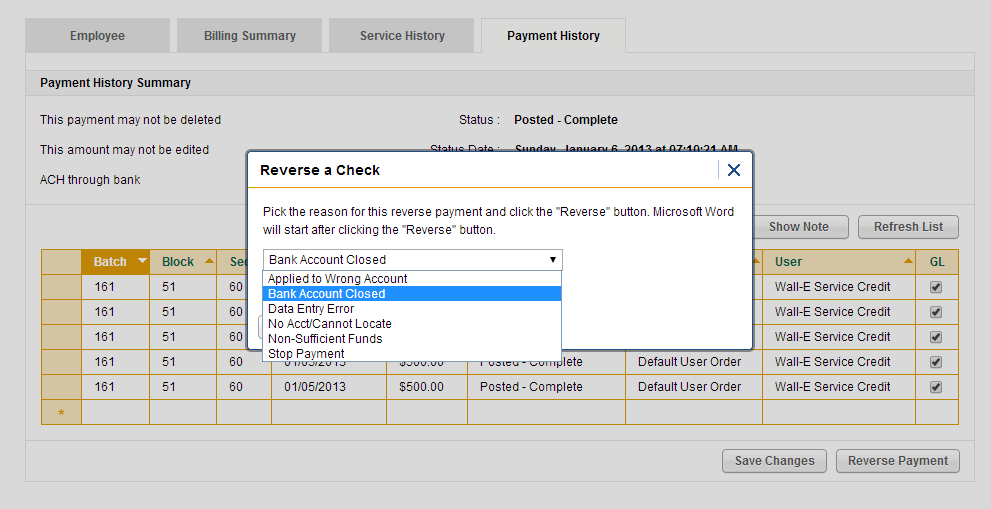 Employee
Billing Summary
Service History
Payment History
Payment History Summary
This payment may not be deleted
Status : Posted - Complete
This amount may not be edited
Status Date : Sunday, January 6, 2013 at 07:10:21 AM
ACH through bank
Reverse a Check
Pick the reason for this reverse payment and click the "Reverse" button. Microsoft Word
will start after clicking the "Reverse" button.
Bank Account Closed
Applied to Wrong Account
Bank Account Closed
Data Entry Error
No Acct/Cannot Locate
Non-Sufficient Funds
Stop Payment
Show Note
Refresh List
Batch Block User GL
161 51 60 Wall-E Service Credit
161 51 60 Wall-E Service Credit
161 51 60 Wall-E Service Credit
161 51 60 01/05/2013 $500.00 Posted - Complete Default User Order Wall-E Service Credit
161 51 60 01/05/2013 $500.00 Posted - Complete Default User Order Wall-E Service Credit
*
Save Changes
Reverse Payment